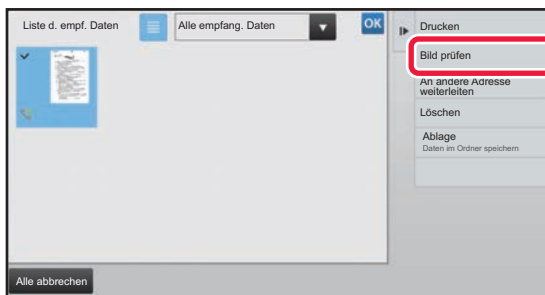 Liste d. empf. Daten
Alle empfang. Daten
OK
Drucken
Bild prüfen
An andere Adresse
weiterleiten
Löschen
Ablage
Daten im Ordner speichern
Alle abbrechen